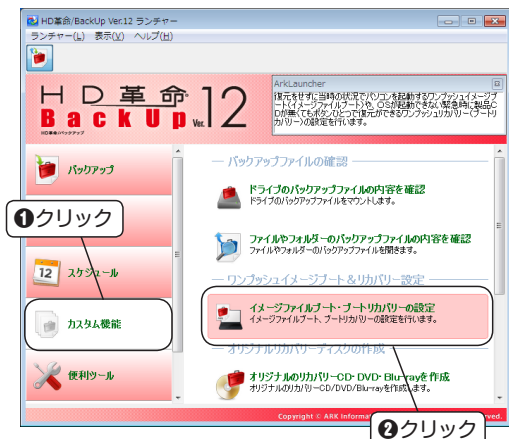 HD革命/BackUp Ver.12 ランチャー
ランチャー(L) 表示(V) ヘルプ(H)
HD革命
BackUp Ver. 12
HD革命/バックアップ
ArkLauncher
復元をせずに当時の状況でパソコンを起動するワンプッシュイメージブ
ート(イメージファイルブート)や、OSが起動できない緊急時に製品C
Dが無くてもボタンひとつで復元ができるワンプッシュリカバリー(ブートリ
カバリー)の設定を行います。
バックアップ
❶クリック
12 スケジュール
カスタム機能
便利ツール
バックアップファイルの確認
ドライブのバックアップファイルの内容を確認
ドライブのバックアップファイルをマウントします。
ファイルやフォルダーのバックアップファイルの内容を確認
ファイルやフォルダーのバックアップファイルを開きます。
ワンプッシュイメージブート&リカバリー設定
イメージファイルブート・ブートリカバリーの設定
イメージファイルブート、ブートリカバリーの設定を行います。
オリジナルリカバリーディスクの作成
オリジナルのリカバリーCD・DVD・Blu-rayを作成
オリジナルのリカバリーCD/DVD/Blu-rayを作成します。
❷クリック
Copyright © ARK Informa
rved.